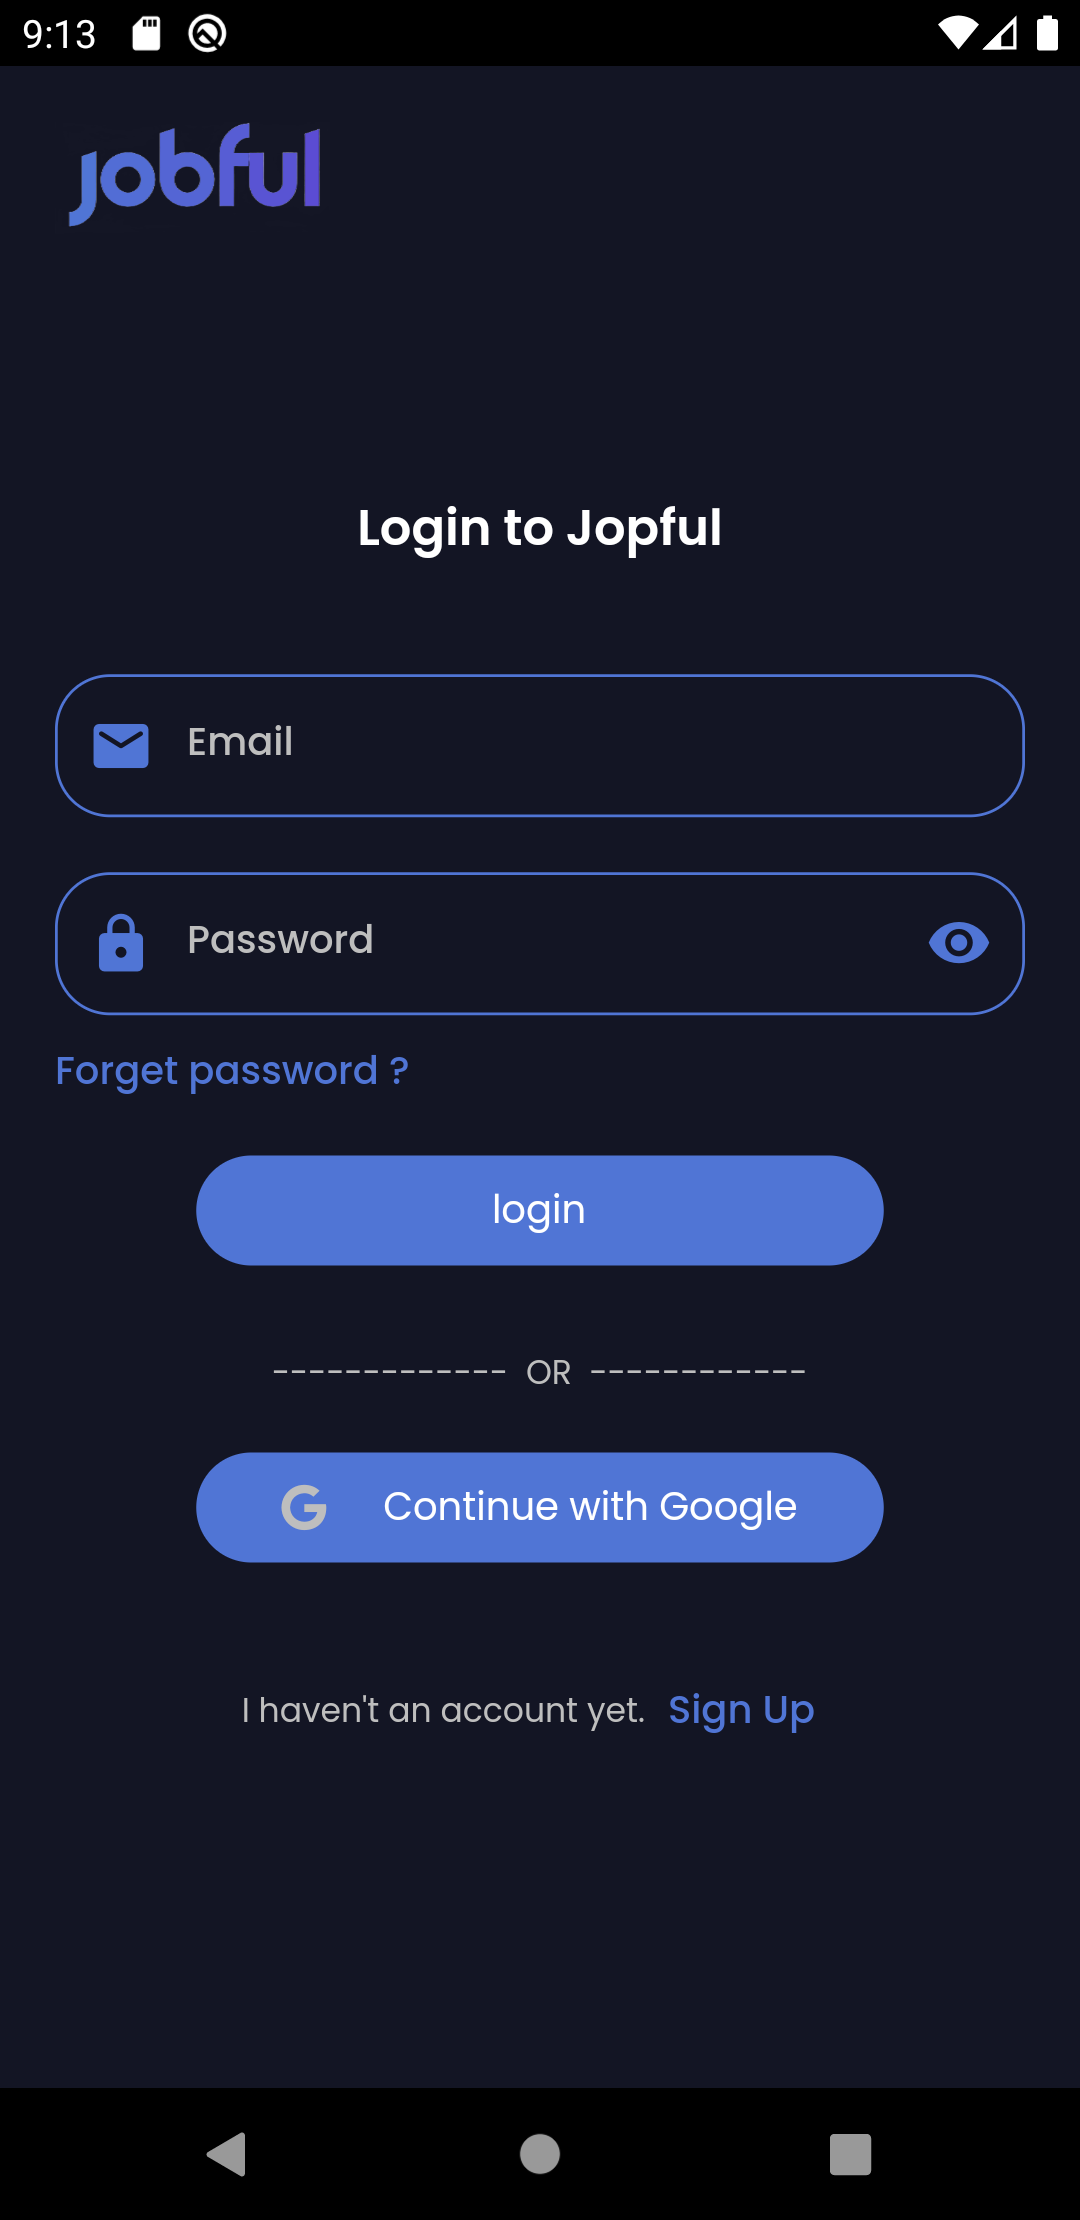 9:13
jobful
Login to Jopful
Email
Password
Forget password ?
login
------------- OR ------------
G Continue with Google
I haven't an account yet. Sign Up